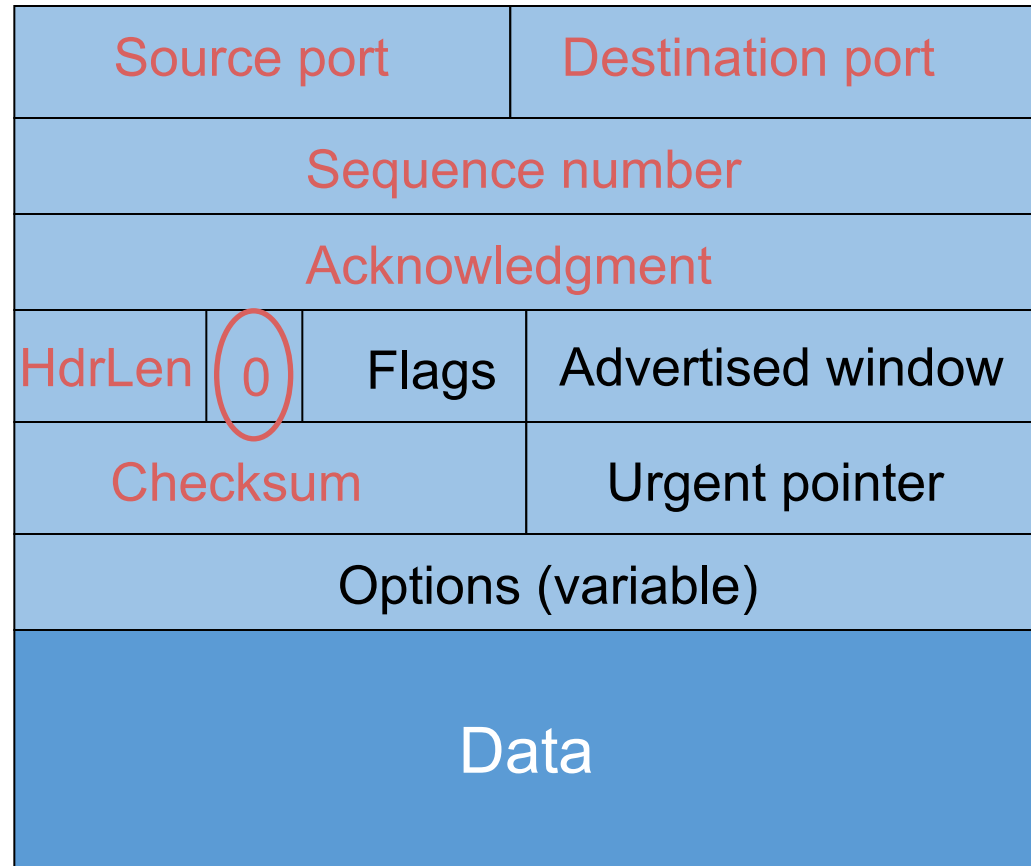 Source port Destination port
Sequence number
Acknowledgment
HdrLen 0 Flags Advertised window
Checksum Urgent pointer
Options (variable)
Data